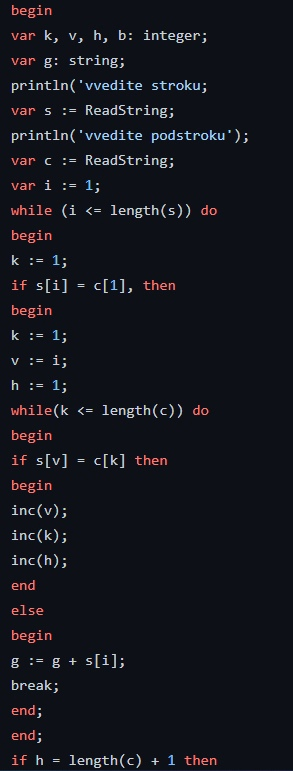 begin
var k, v, h, b: integer;
var g: string;
println('vvedite stroku;
var s := ReadString;
println('vvedite podstroku');
var c := ReadString;
var i := 1;
while (i <= length(s)) do
begin
k := 1;
if s[i] = c[1], then
begin
k := 1;
v := i;
h := 1;
while(k <= length(c)) do
begin
if s[v] = c[k] then
begin
inc(v);
inc(k);
inc(h);
end
else
begin
g := g + s[i];
break;
end;
end;
if h = length(c) + 1 then